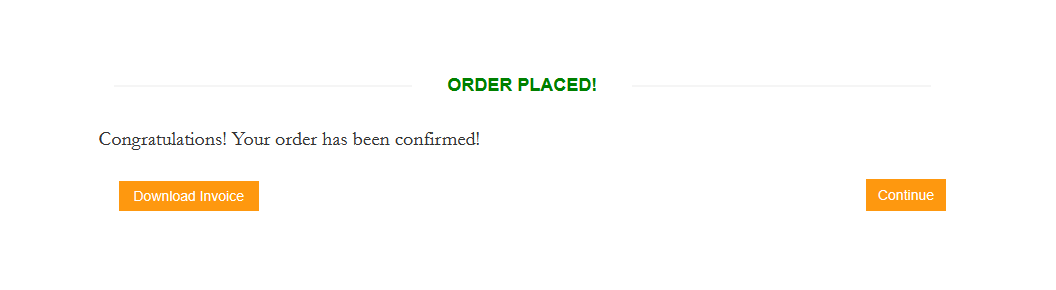 ORDER PLACED!
Congratulations! Your order has been confirmed!
Download Invoice
Continue